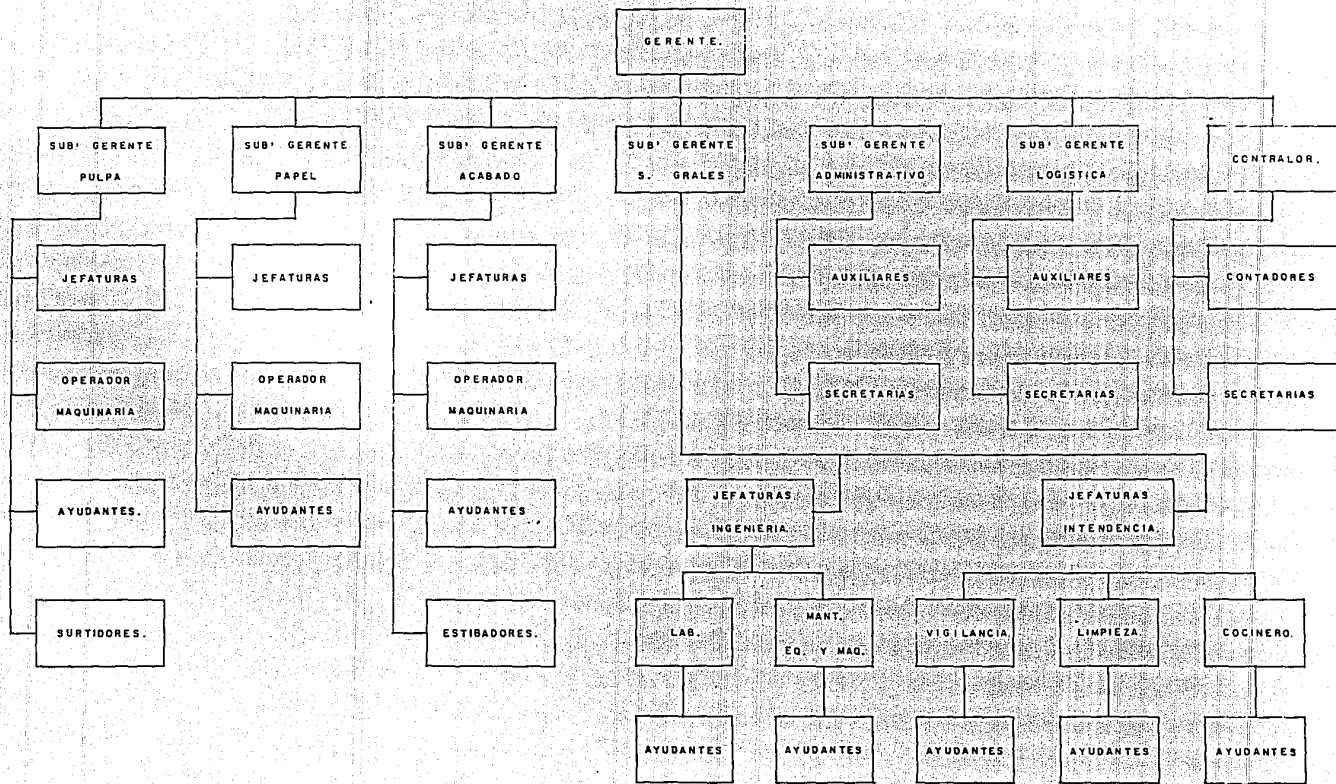 GERENTE.
SUB' GERENTE
PULPA
SUB' GERENTE
PAPEL
SUB' GERENTE
ACABADO
SUB' GERENTE
S. GRALES
SUB' GERENTE
ADMINISTRATIVO
SUB' GERENTE
LOGISTICA
CONTRALOR.
JEFATURAS
JEFATURAS
JEFATURAS
AUXILIARES
AUXILIARES
CONTADORES
OPERADOR
MAQUINARIA
OPERADOR
MAQUINARIA
OPERADOR
MAQUINARIA
SECRETARIAS
SECRETARIAS
SECRETARIAS
AYUDANTES.
AYUDANTES
AYUDANTES
JEFATURAS
INGENIERIA.
JEFATURAS
INTENDENCIA.
SURTIDORES.
ESTIBADORES.
LAB.
MANT.
EQ. Y MAQ.
VIGILANCIA
LIMPIEZA
COCINERO.
AYUDANTES
AYUDANTES
AYUDANTES
AYUDANTES
AYUDANTES